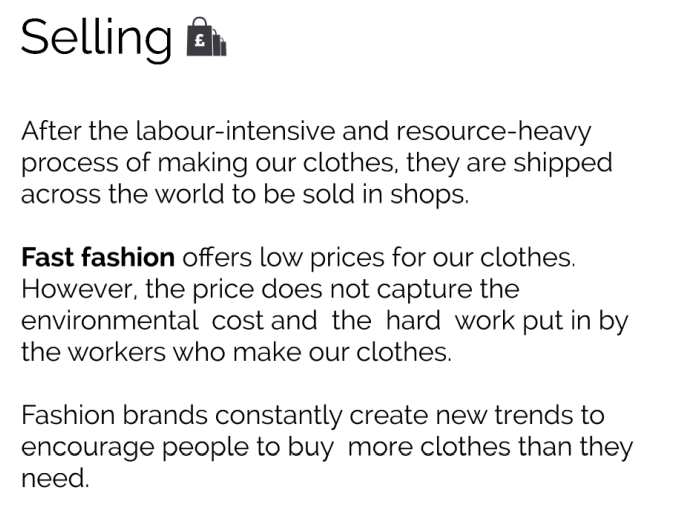 Selling £
After the labour-intensive and resource-heavy
process of making our clothes, they are shipped
across the world to be sold in shops.
Fast fashion offers low prices for our clothes.
However, the price does not capture the
environmental cost and the hard work put in by
the workers who make our clothes.
Fashion brands constantly create new trends to
encourage people to buy more clothes than they
need.